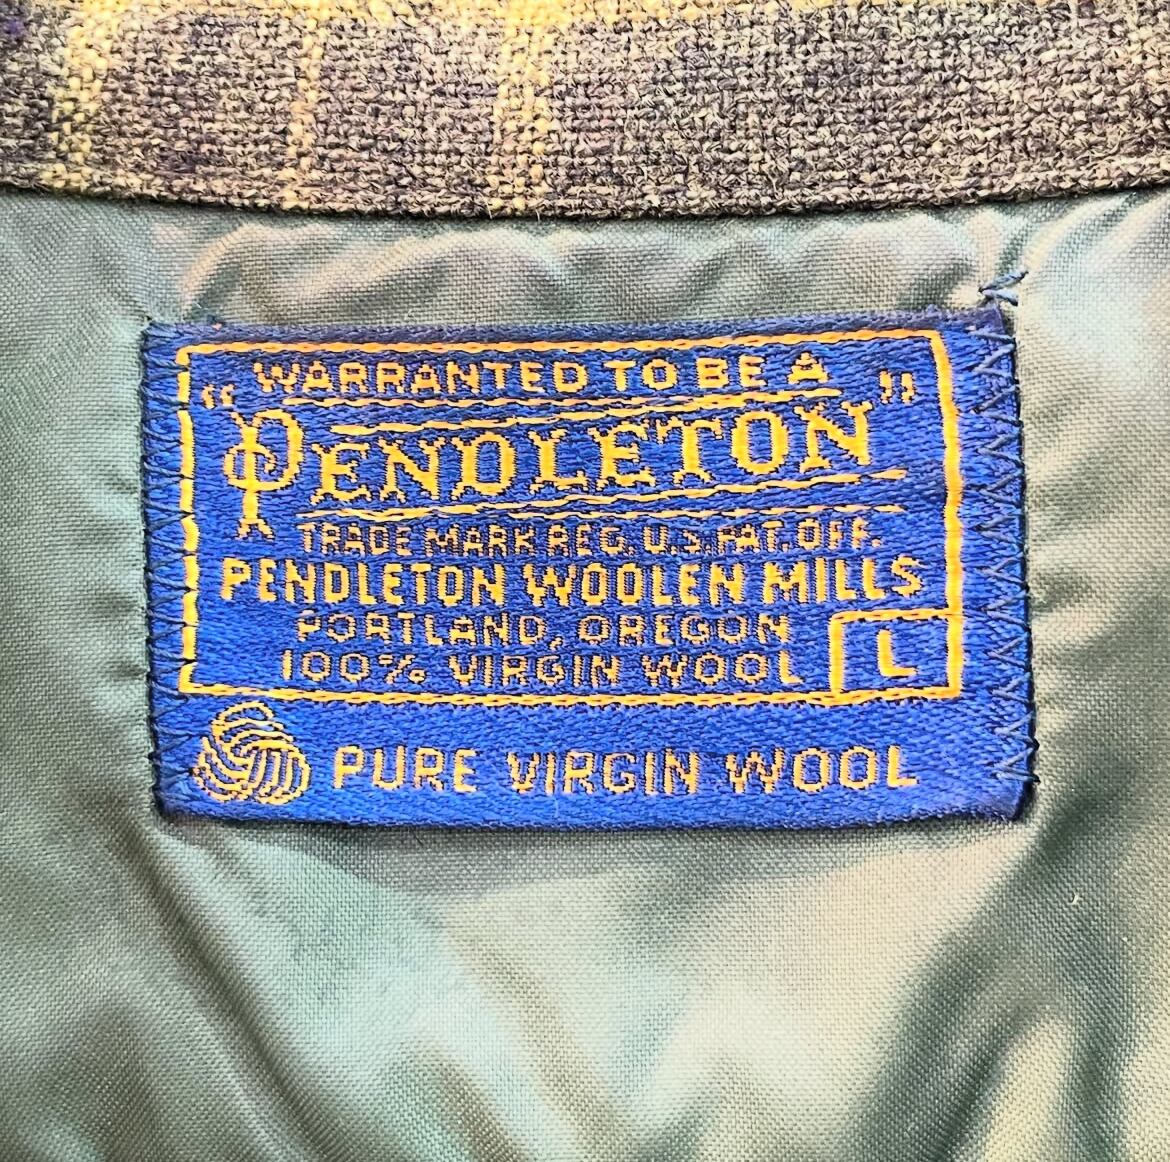 WARRANTED TO BE A
"PENDLETON"
TRADE MARK REG. U.S. PAT. OFF.
PENDLETON WOOLEN MILLS
PORTLAND, OREGON
100% VIRGIN WOOL
L
PURE VIRGIN WOOL